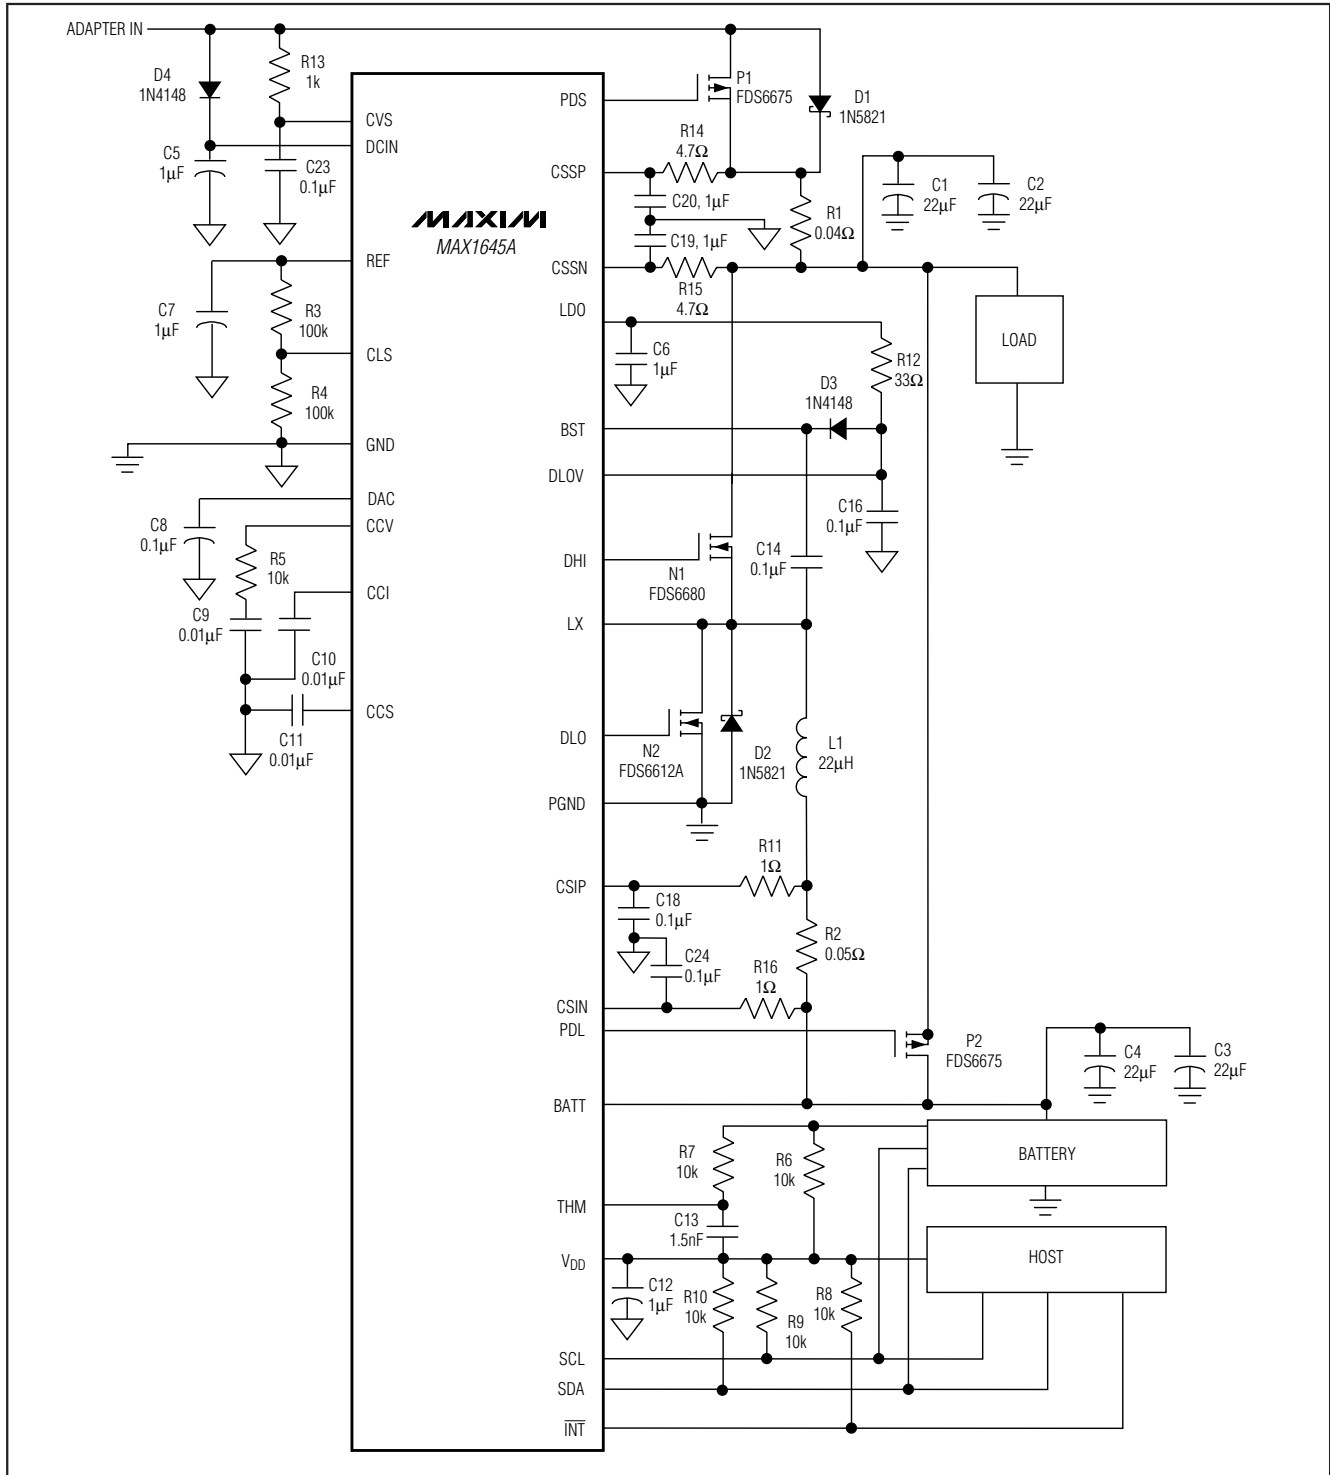 ADAPTER IN
D4
1N4148
R13
1k
C5
1µF
C23
0.1µF
CVS
DCIN
MAXIM
MAX1645A
PDS
P1
FDS6675
D1
1N5821
R14
4.7Ω
CSSP
C20, 1µF
C19, 1µF
R1
0.04Ω
C1
22µF
C2
22µF
CSSN
R15
4.7Ω
REF
C7
1µF
R3
100k
CLS
R4
100k
GND
LDO
C6
1µF
R12
33Ω
LOAD
D3
1N4148
BST
DLOV
C16
0.1µF
DAC
C8
0.1µF
CCV
R5
10k
CCI
C9
0.01µF
C10
0.01µF
CCS
C11
0.01µF
DHI
N1
FDS6680
C14
0.1µF
LX
DLO
N2
FDS6612A
D2
1N5821
L1
22µH
PGND
R11
1Ω
CSIP
C18
0.1µF
C24
0.1µF
R2
0.05Ω
R16
1Ω
CSIN
PDL
P2
FDS6675
C4
22µF
C3
22µF
BATT
BATTERY
R7
10k
R6
10k
THM
C13
1.5nF
VDD
HOST
C12
1µF
R10
10k
R9
10k
R8
10k
SCL
SDA
INT